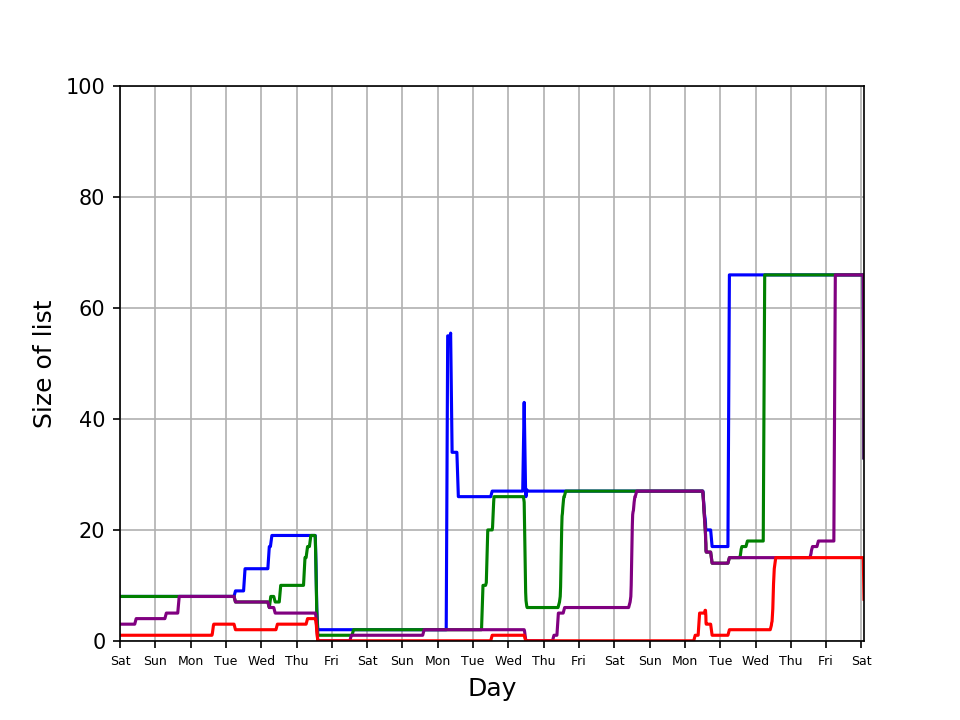 100
80
60
40
20
0
Size of list
Sat Sun Mon Tue Wed Thu Fri Sat Sun Mon Tue Wed Thu Fri Sat Sun Mon Tue Wed Thu Fri Sat
Day